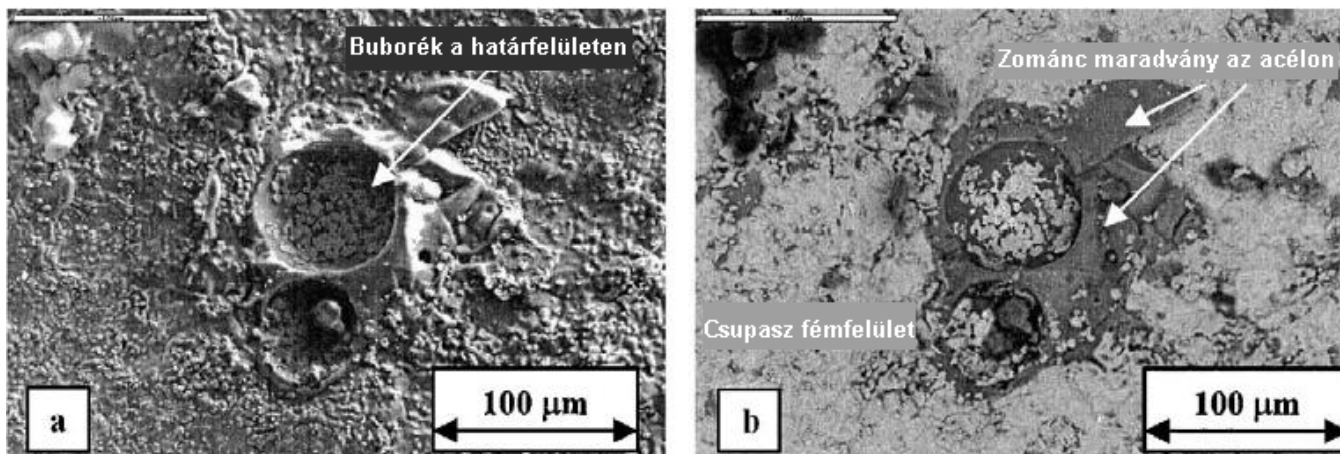 Buborék a határfelületen
a
100 μm
Zománc maradvány az acélon
Csupasz fémfelület
b
100 μm